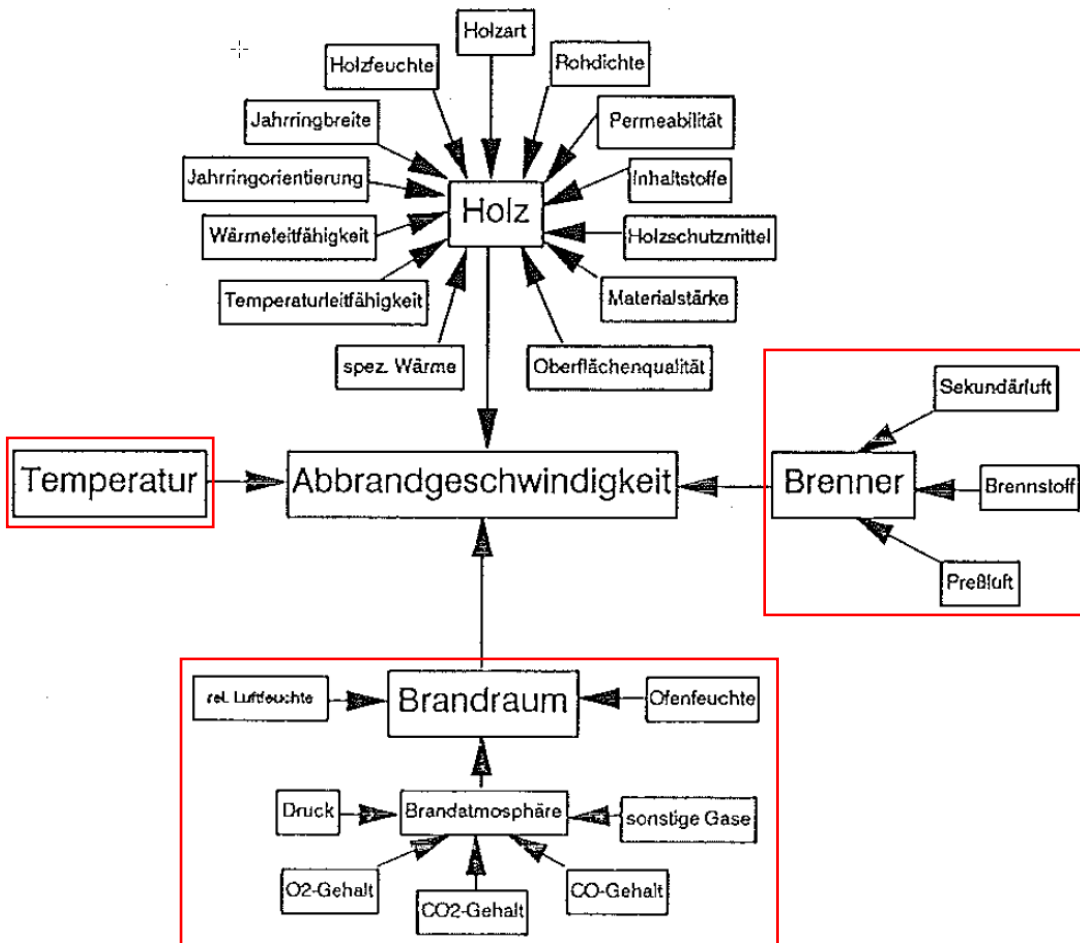 Holzart
Holzfeuchte
Rohdichte
Jahrringbreite
Permeabilität
Jahrringorientierung
Inhaltstoffe
Holz
Wärmeleitfähigkeit
Holzschutzmittel
Temperaturleitfähigkeit
Materialstärke
spez. Wärme
Oberflächenqualität
Sekundärluft
Temperatur
Abbrandgeschwindigkeit
Brenner
Brennstoff
Preßluft
rel. Luftfeuchte
Brandraum
Ofenfeuchte
Druck
Brandatmosphäre
sonstige Gase
O2-Gehalt
CO2-Gehalt
CO-Gehalt